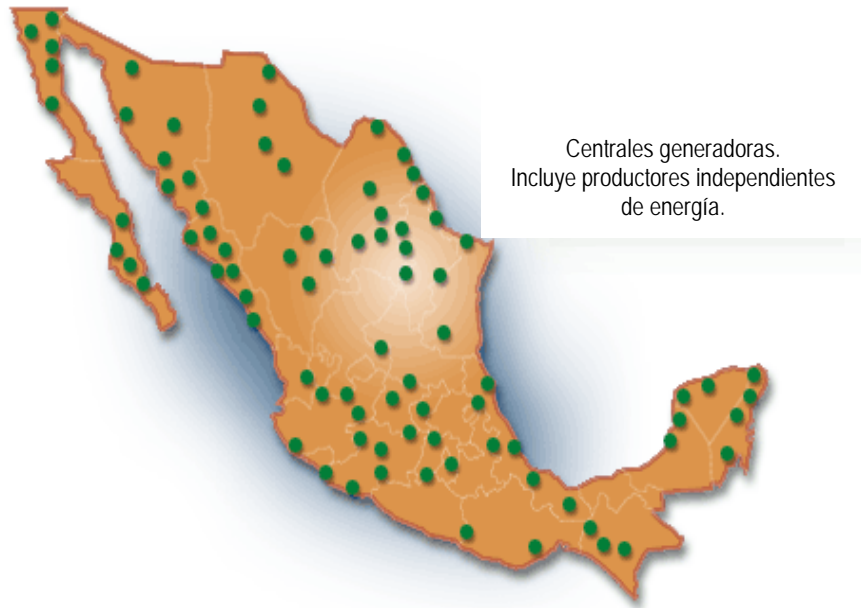 Centrales generadoras.
Incluye productores independientes
de energía.